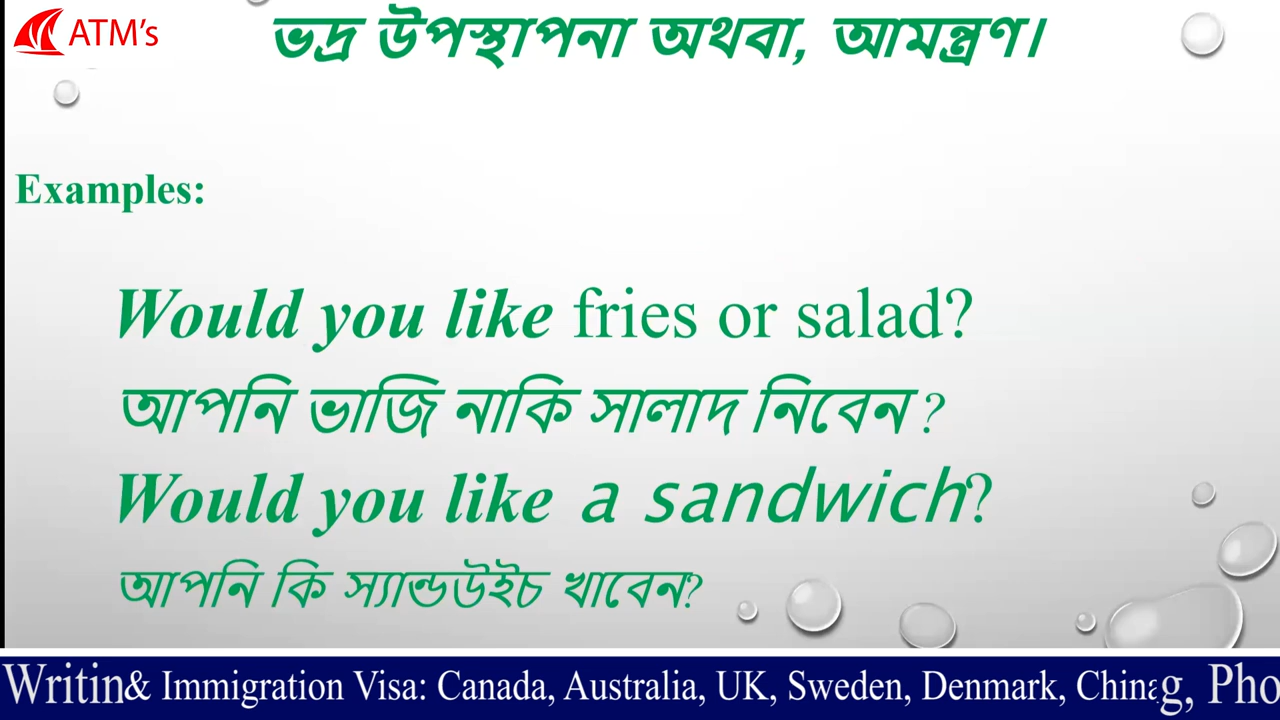 ATM's
ভদ্র উপস্থাপনা অথবা, আমন্ত্রণ।
Examples:
Would you like fries or salad?
আপনি ভাজি নাকি সালাদ নিবেন ?
Would you like a sandwich?
আপনি কি স্যান্ডউইচ খাবেন?
& Immigration Visa: Canada, Australia, UK, Sweden, Denmark,